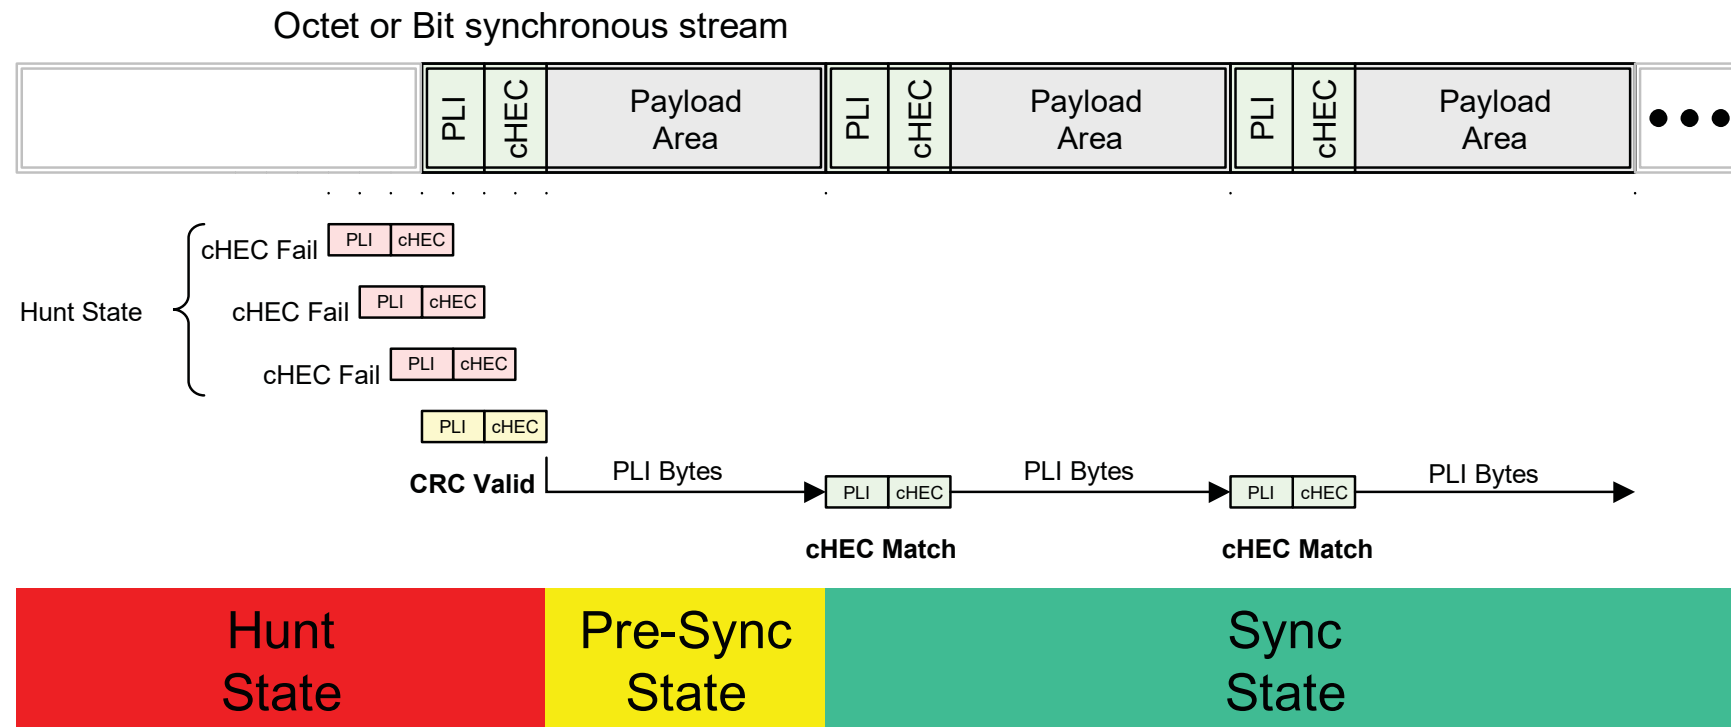 Octet or Bit synchronous stream
PLI
cHEC
Payload
Area
PLI
cHEC
Payload
Area
PLI
cHEC
Payload
Area
cHEC Fail
PLI
cHEC
Hunt State
cHEC Fail
PLI
cHEC
cHEC Fail
PLI
cHEC
PLI
cHEC
CRC Valid
PLI Bytes
PLI
cHEC
PLI Bytes
PLI
cHEC
PLI Bytes
cHEC Match
cHEC Match
Hunt
State
Pre-Sync
State
Sync
State